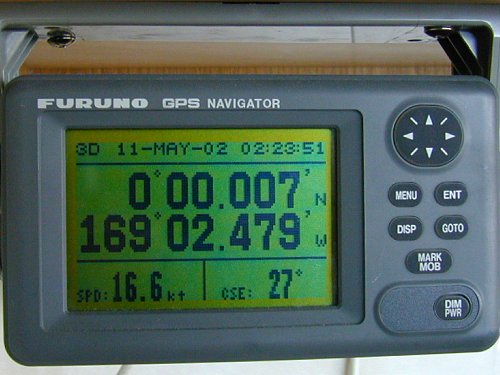 FURUNO GPS NAVIGATOR
3D 11-MAY-02 02:23:51
0°00.007' N
169°02.479' W
SPD: 16.6 kt CSE: 27°
MENU ENT
DISP GOTO
MARK
MOB
DIM
PWR